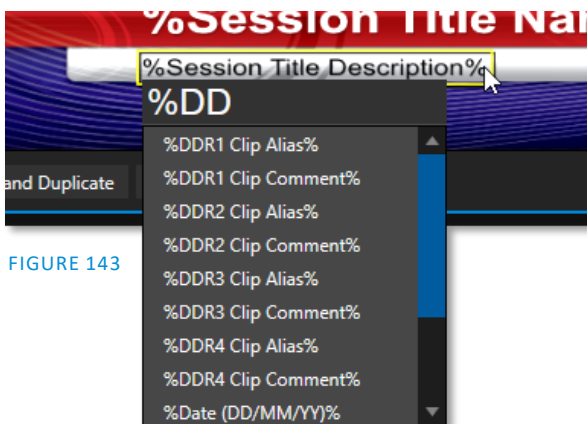 %Session Title Nam
%Session Title Description%
%DD
%DDR1 Clip Alias%
and Duplicate
%DDR1 Clip Comment%
%DDR2 Clip Alias%
%DDR2 Clip Comment%
FIGURE 143
%DDR3 Clip Alias%
%DDR3 Clip Comment%
%DDR4 Clip Alias%
%DDR4 Clip Comment%
%Date (DD/MM/YY)%